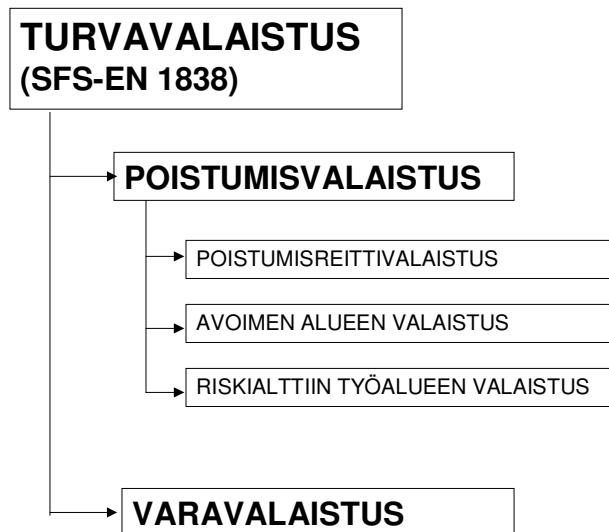 TURVAVALAISTUS
(SFS-EN 1838)
POISTUMISVALAISTUS
POISTUMISREITTIVALAISTUS
AVOIMEN ALUEEN VALAISTUS
RISKIALTTIIN TYÖALUEEN VALAISTUS
VARAVALAISTUS